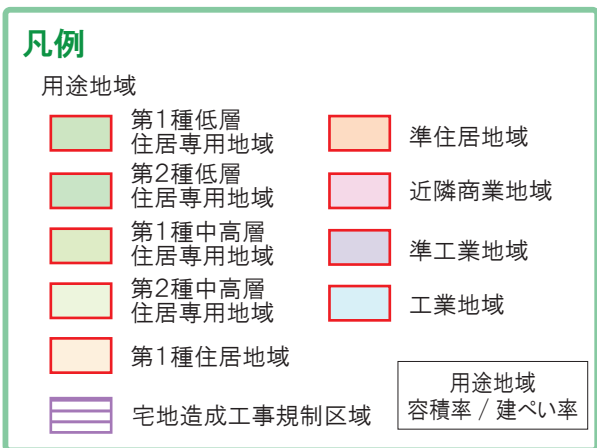 凡例
用途地域
第1種低層
住居専用地域
第2種低層
住居専用地域
第1種中高層
住居専用地域
第2種中高層
住居専用地域
第1種住居地域
宅地造成工事規制区域
準住居地域
近隣商業地域
準工業地域
工業地域
用途地域
容積率 / 建ぺい率